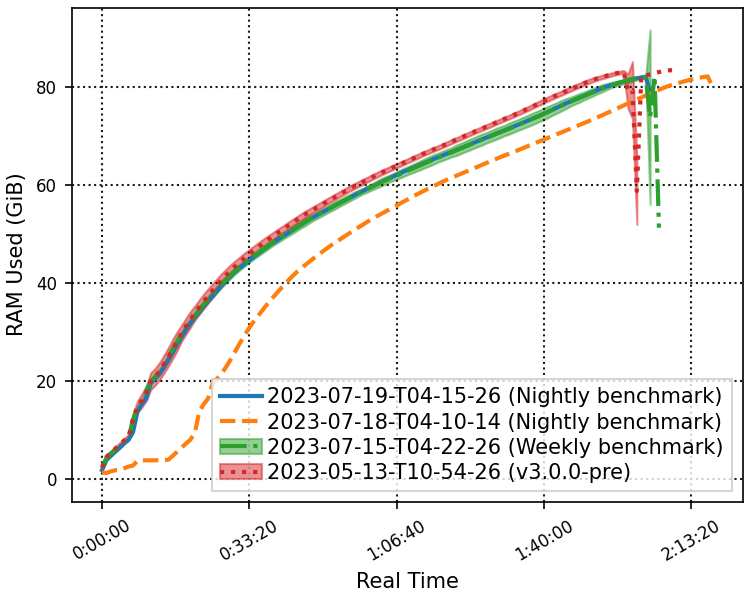 80
60
40
20
0
RAM Used (GiB)
2023-07-19-T04-15-26 (Nightly benchmark)
2023-07-18-T04-10-14 (Nightly benchmark)
2023-07-15-T04-22-26 (Weekly benchmark)
2023-05-13-T10-54-26 (v3.0.0-pre)
0:00:00
0:33:20
1:06:40
1:40:00
2:13:20
Real Time